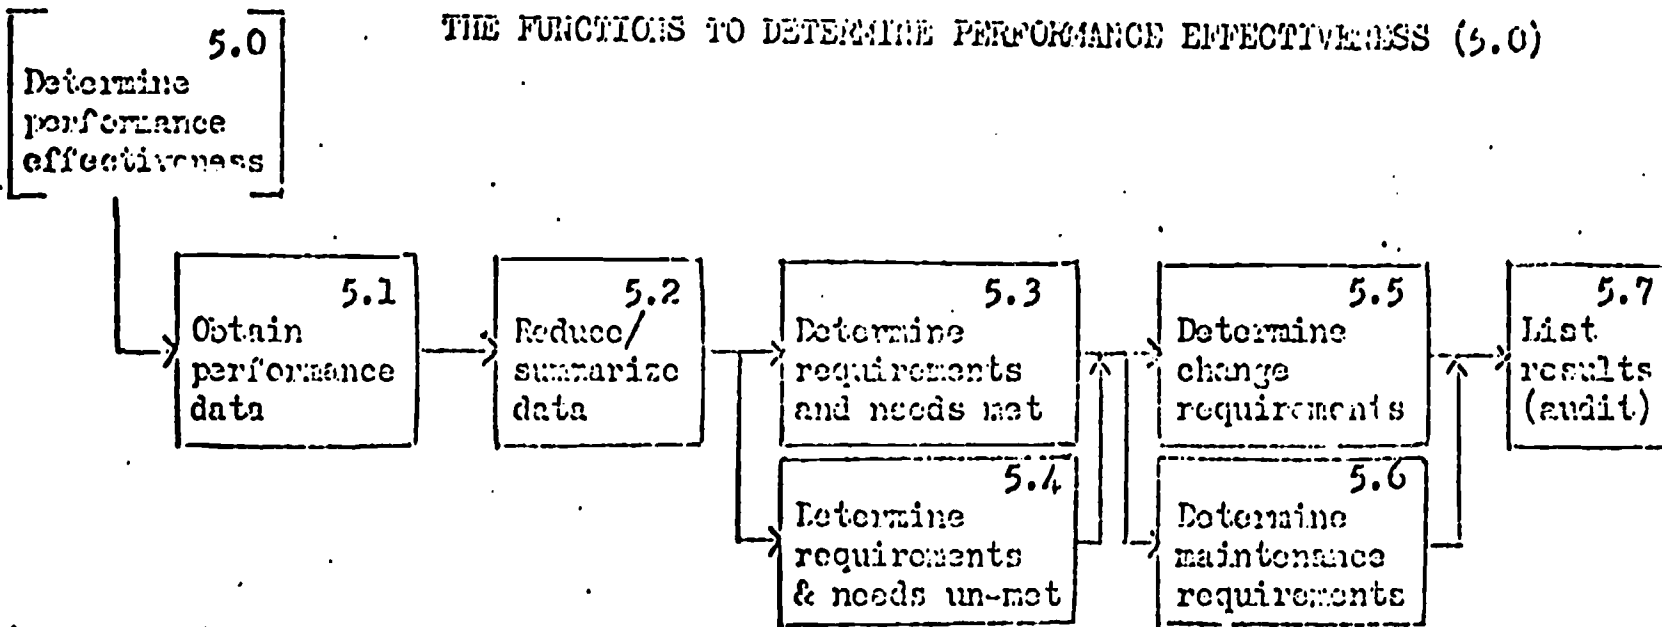 THE FUNCTIONS TO DETERMINE PERFORMANCE EFFECTIVENESS (5.0)
5.0
Determine
performance
effectiveness
5.1
Obtain
performance
data
5.2
Reduce/
summarize
data
5.3
Determine
requirements
and needs met
5.4
Determine
requirements
& needs un-met
5.5
Determine
change
requirements
5.6
Determine
maintenance
requirements
5.7
List
results
(audit)